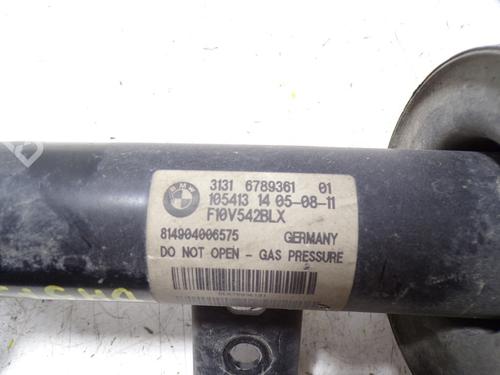 BMW
3131 6789361 01
105413 14 05-08-11
F10V542BLX
814904006575 GERMANY
DO NOT OPEN - GAS PRESSURE